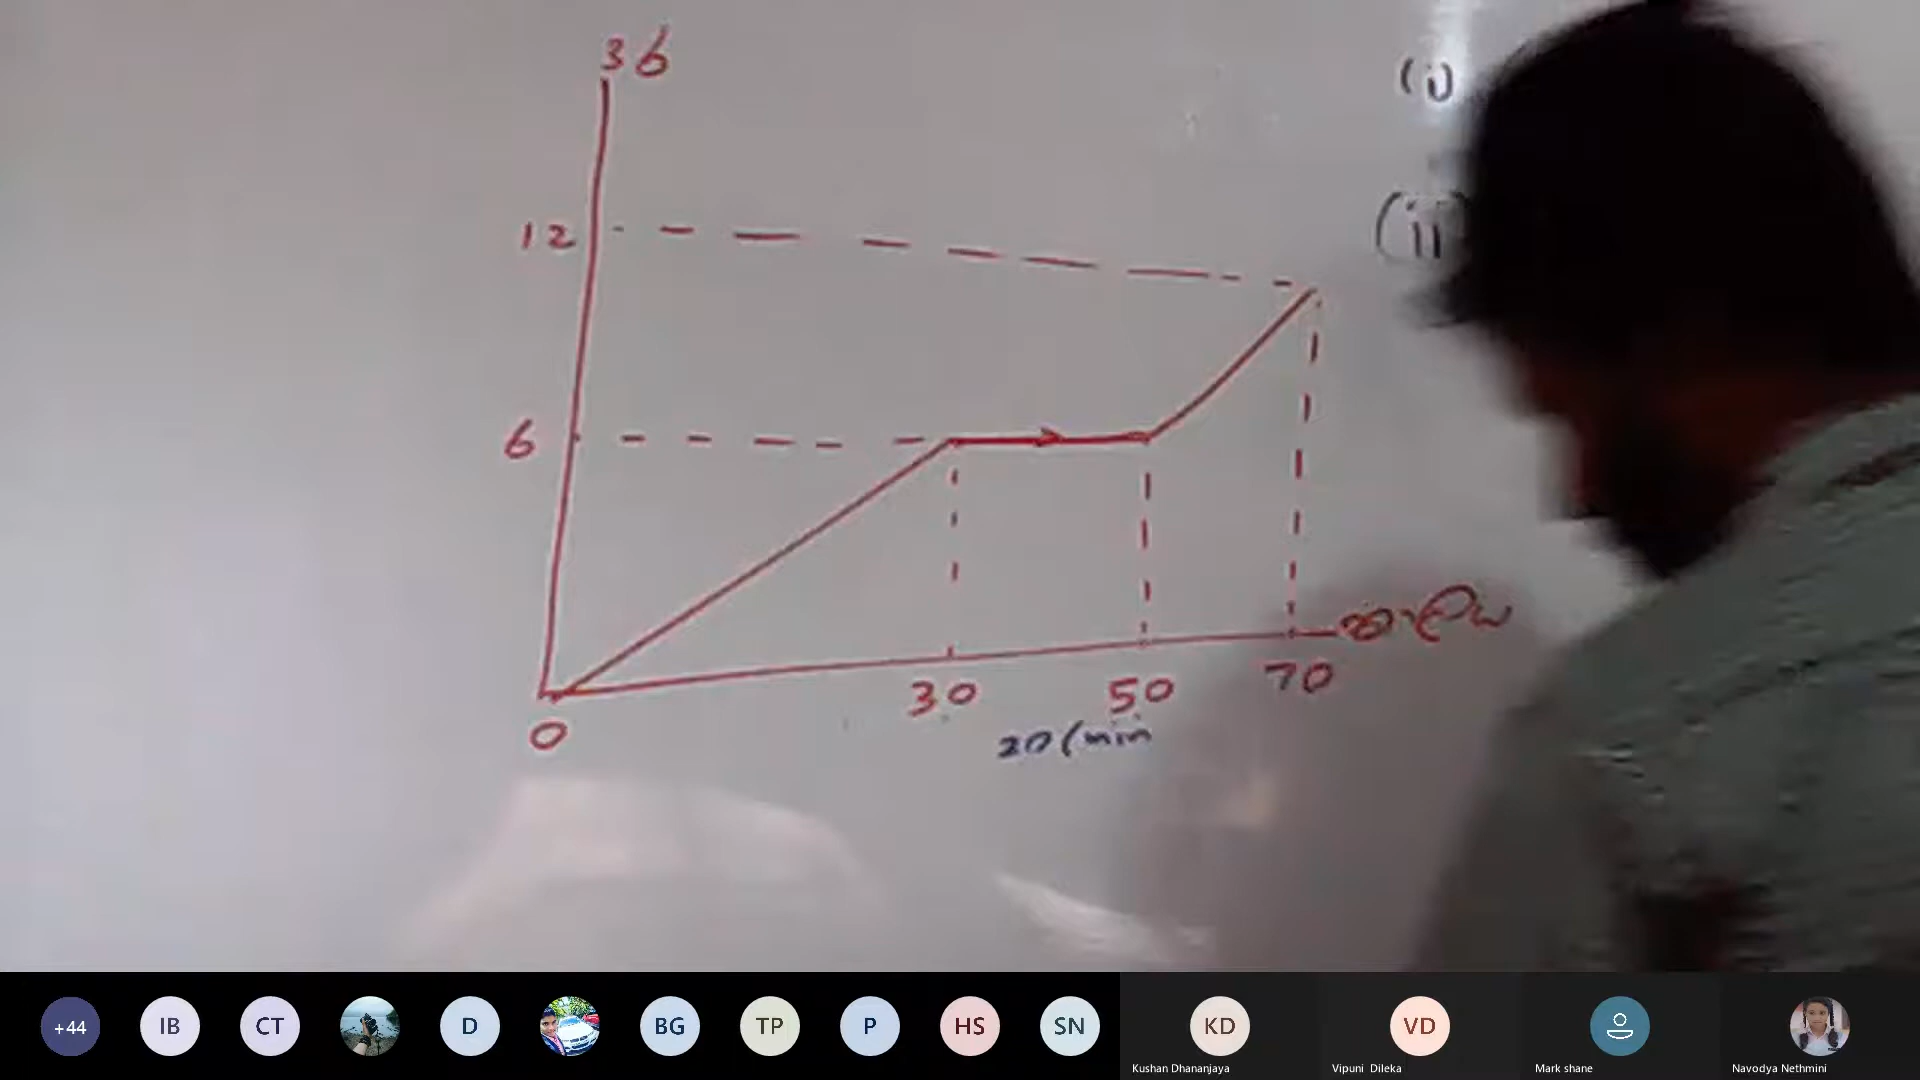 36
(i)
12
(ii)
6
කාලය
30 50 70
0
20 (min
+44 IB CT D BG TP P HS SN KD VD
Kushan Dhananjaya Vipuni Dileka Mark shane Navodya Nethmini